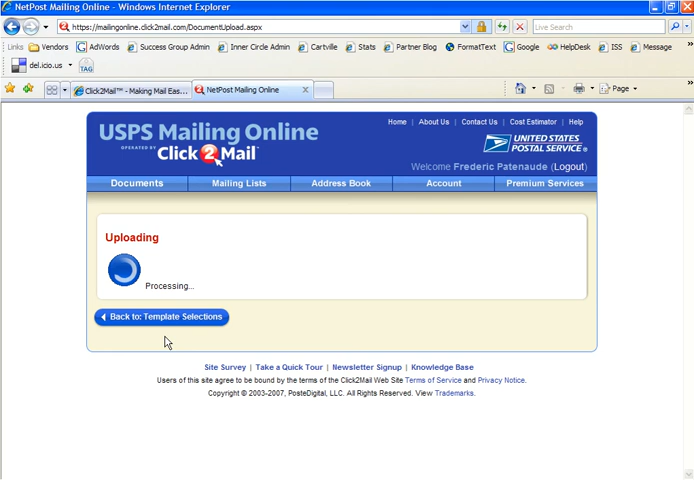 NetPost Mailing Online - Windows Internet Explorer
https://mailingonline.click2mail.com/DocumentUpload.aspx
Live Search
Links Vendors AdWords Success Group Admin Inner Circle Admin Cartville Stats Partner Blog FormatText Google HelpDesk ISS Message
del.icio.us TAG
Click2Mail™ - Making Mail Eas... NetPost Mailing Online Page
Home | About Us | Contact Us | Cost Estimator | Help
USPS Mailing Online
OPERATED BY Click2Mail™
UNITED STATES POSTAL SERVICE®
Welcome Frederic Patenaude (Logout)
Documents Mailing Lists Address Book Account Premium Services
Uploading
Processing...
Back to: Template Selections
Site Survey | Take a Quick Tour | Newsletter Signup | Knowledge Base
Users of this site agree to be bound by the terms of the Click2Mail Web Site Terms of Service and Privacy Notice.
Copyright © 2003-2007, PosteDigital, LLC. All Rights Reserved. View Trademarks.